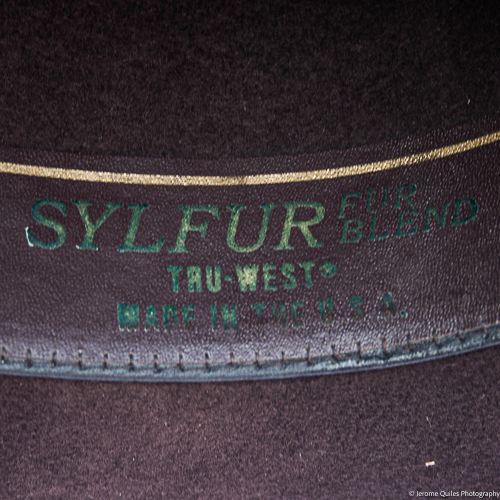 SYLFUR FUR BLEND
TRU-WEST®
MADE IN THE U.S.A.
© Jerome Quiles Photography